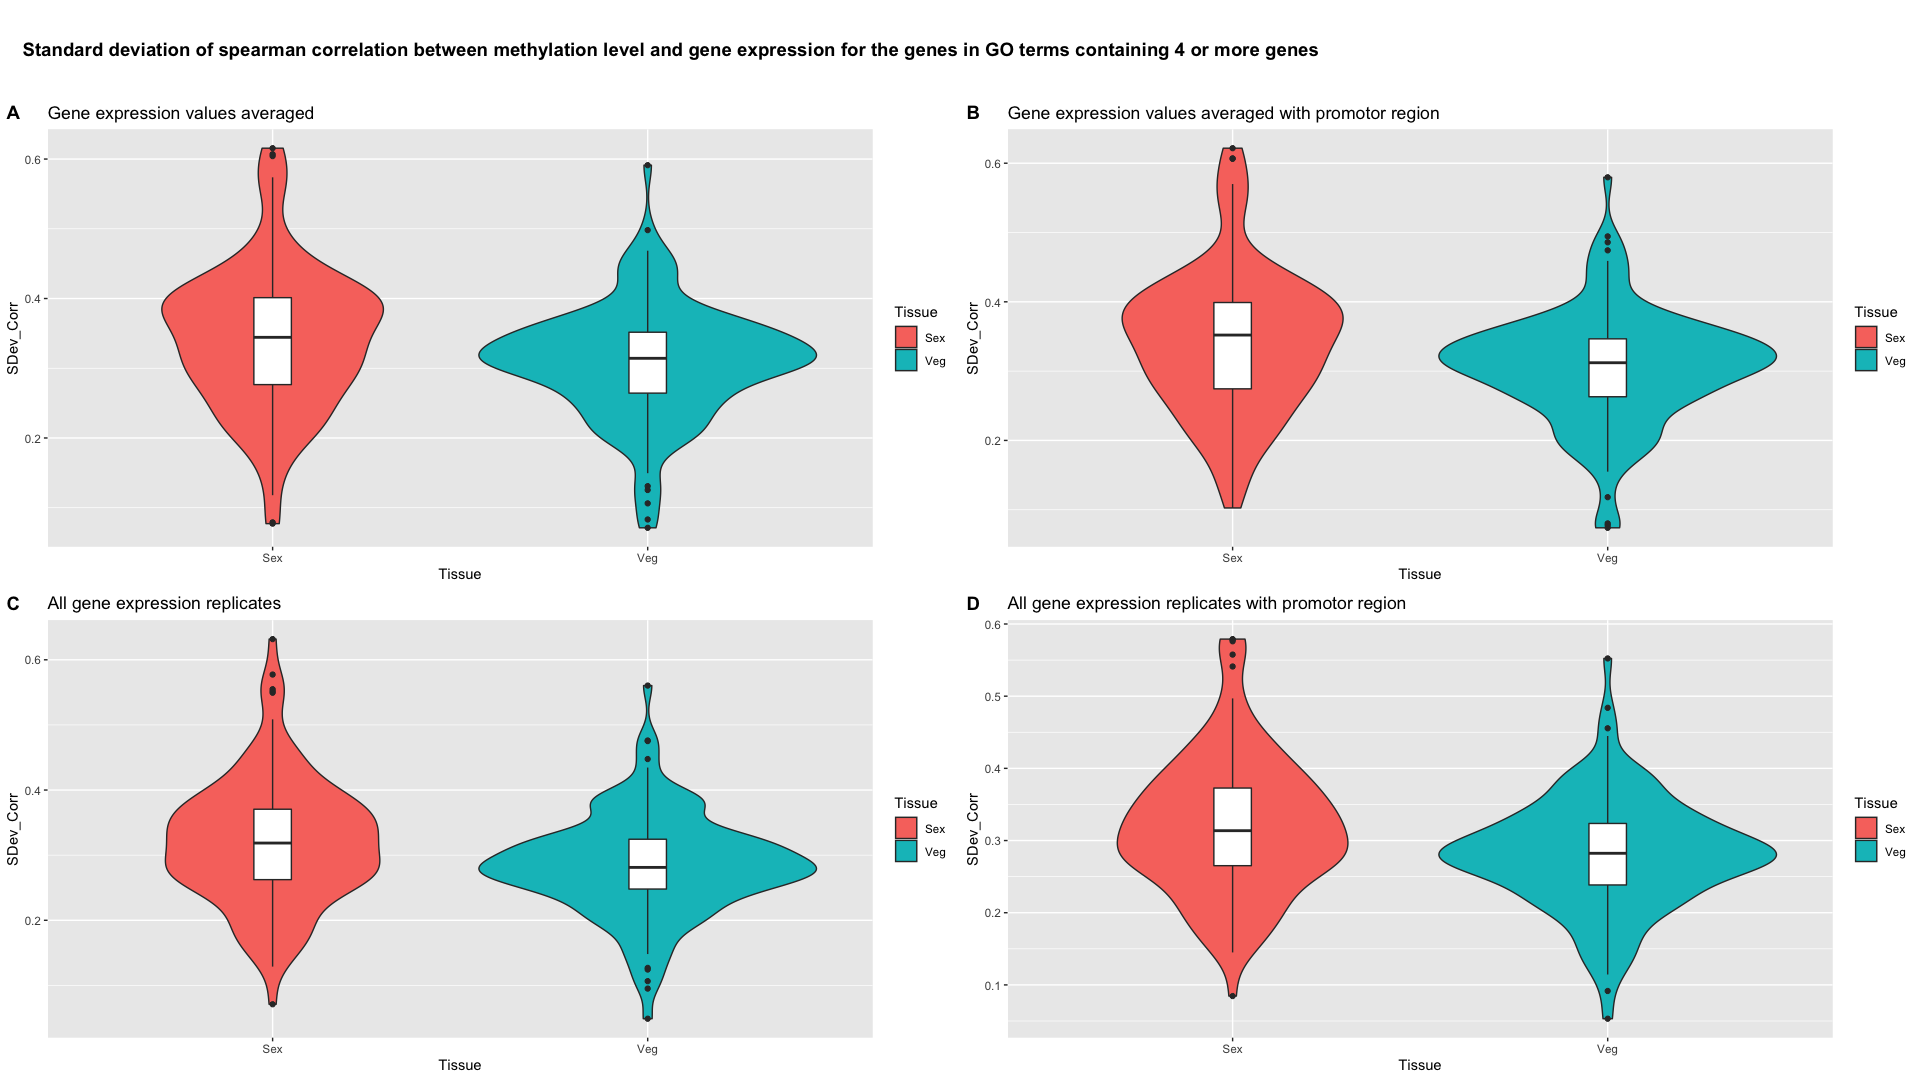 Standard deviation of spearman correlation between methylation level and gene expression for the genes in GO terms containing 4 or more genes
A Gene expression values averaged
SDev_Corr
0.6
0.4
0.2
Sex Veg
Tissue
Tissue
Sex
Veg
B Gene expression values averaged with promotor region
SDev_Corr
0.6
0.4
0.2
Sex Veg
Tissue
Tissue
Sex
Veg
C All gene expression replicates
SDev_Corr
0.6
0.4
0.2
Sex Veg
Tissue
Tissue
Sex
Veg
D All gene expression replicates with promotor region
SDev_Corr
0.6
0.5
0.4
0.3
0.2
0.1
Sex Veg
Tissue
Tissue
Sex
Veg